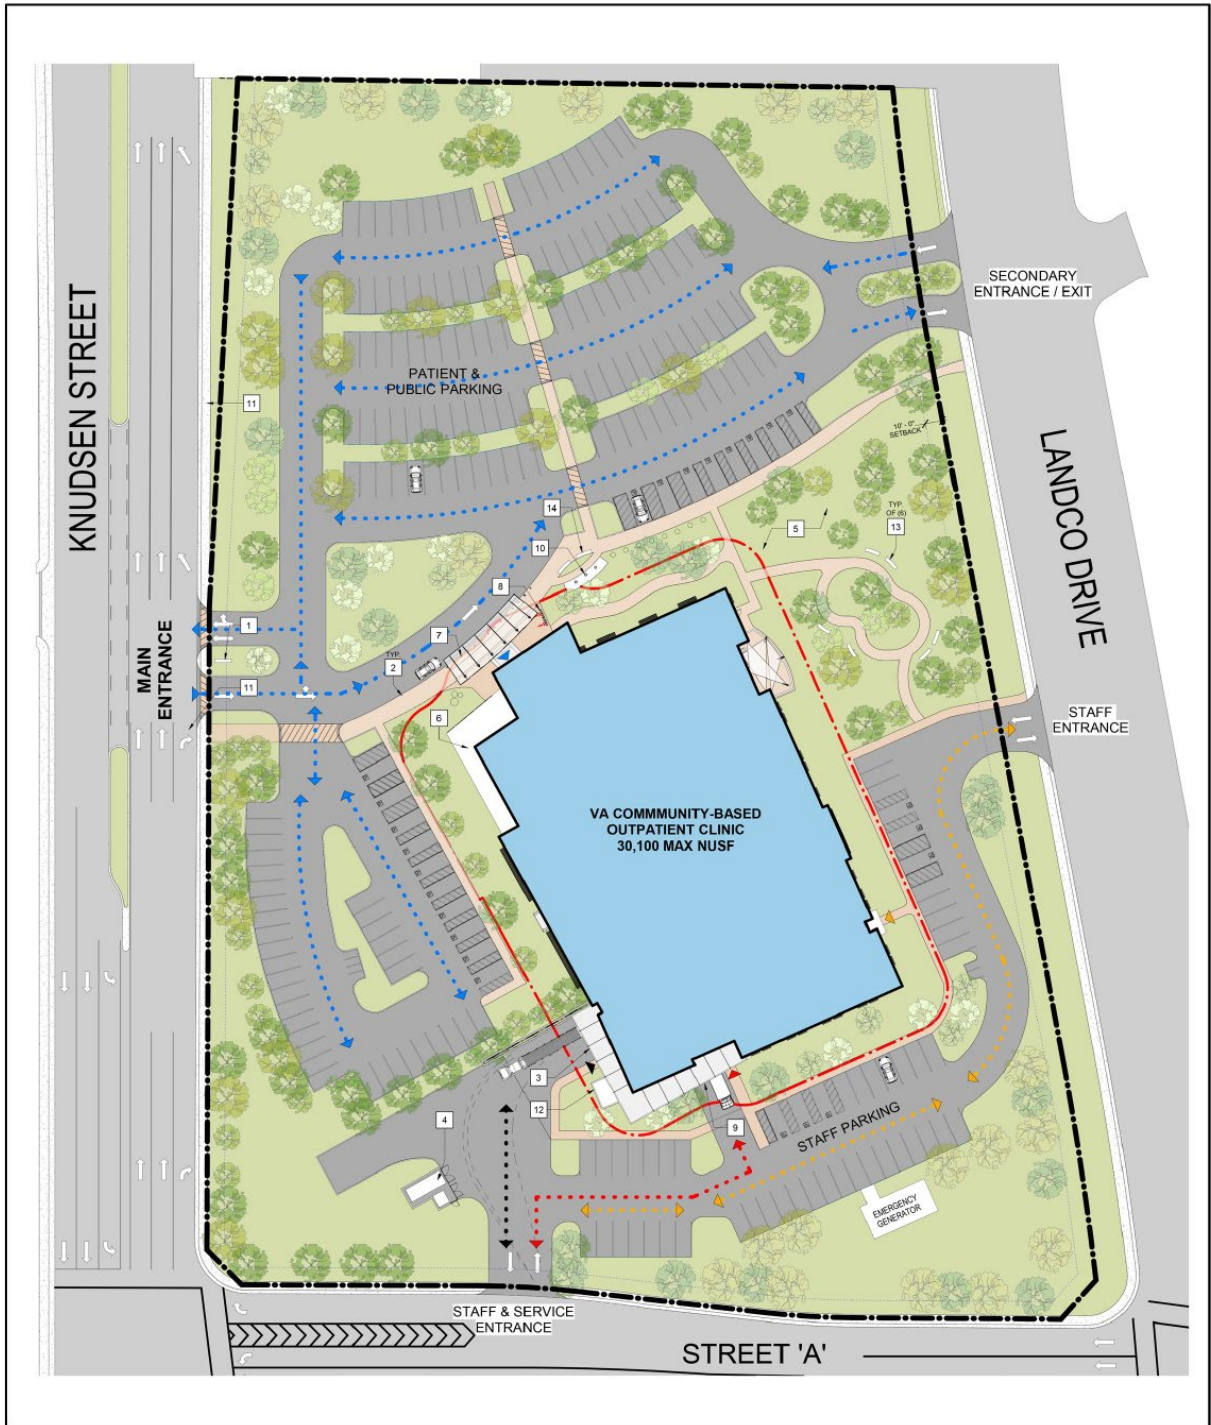 SECONDARY
ENTRANCE / EXIT
KNUDSEN STREET
PATIENT &
PUBLIC PARKING
11
10' - 0"
SETBACK
LANDCO DRIVE
14
5
TYP.
OF (6)
13
10
8
1
7
TYP.
2
MAIN
ENTRANCE
11
6
STAFF
ENTRANCE
VA COMMMUNITY-BASED
OUTPATIENT CLINIC
30,100 MAX NUSF
3
12
4
9
STAFF PARKING
EMERGENCY
GENERATOR
STAFF & SERVICE
ENTRANCE
STREET 'A'